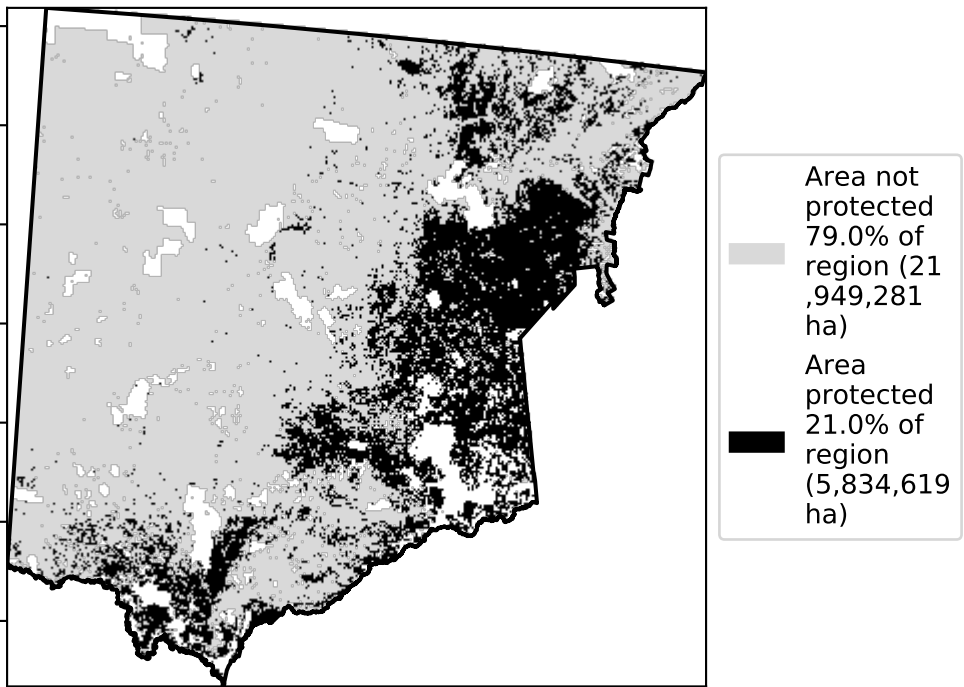 Area not
protected
79.0% of
region (21
,949,281
ha)
Area
protected
21.0% of
region
(5,834,619
ha)